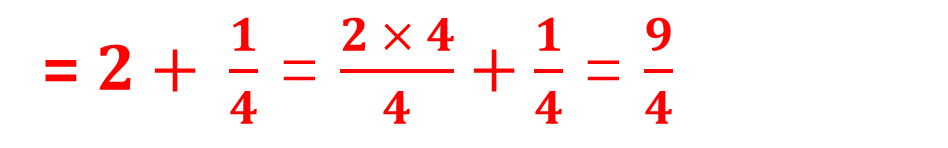 = 2 + 1/4 = (2 × 4)/4 + 1/4 = 9/4